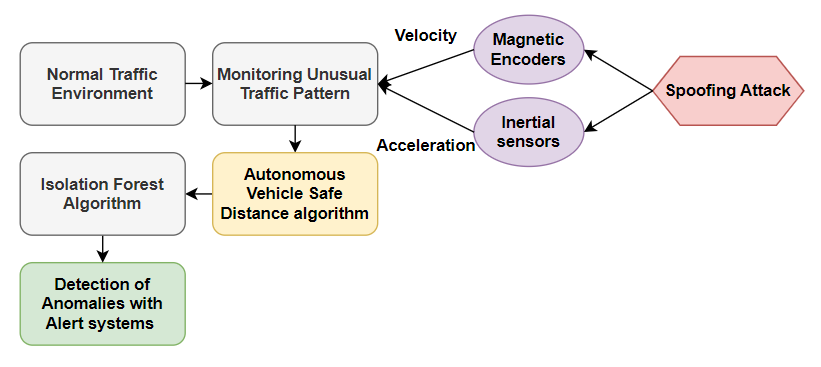 Velocity
Magnetic
Encoders
Normal Traffic
Environment
Monitoring Unusual
Traffic Pattern
Spoofing Attack
Inertial
sensors
Acceleration
Isolation Forest
Algorithm
Autonomous
Vehicle Safe
Distance algorithm
Detection of
Anomalies with
Alert systems